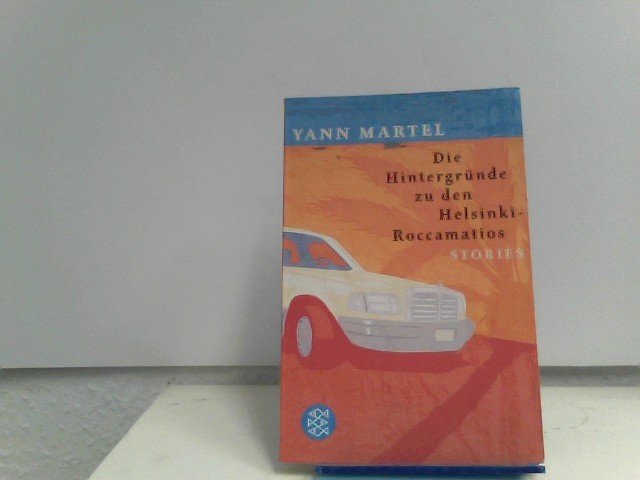 YANN MARTEL
Die
Hintergründe
zu den
Helsinki-
Roccamatios
STORIES